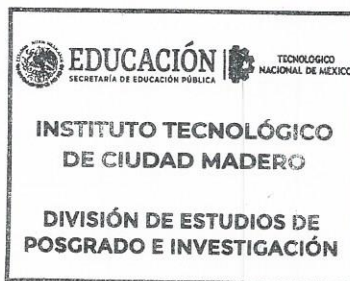 EDUCACIÓN
SECRETARÍA DE EDUCACIÓN PÚBLICA
TECNOLÓGICO
NACIONAL DE MÉXICO
INSTITUTO TECNOLÓGICO
DE CIUDAD MADERO
DIVISIÓN DE ESTUDIOS DE
POSGRADO E INVESTIGACIÓN